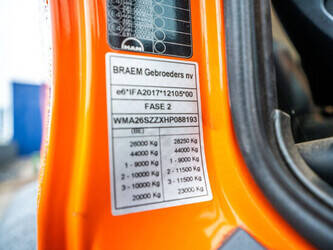 MAN
BRAEM Gebroeders nv
e6*IFA2017*12105*00
FASE 2
WMA26SZZXHP088193
(BE)
26000 Kg 28250 Kg
44000 Kg 44000 Kg
1 - 9000 Kg 1 - 9000 Kg
2 - 10000 Kg 2 - 11500 Kg
3 - 10000 Kg 3 - 11500 Kg
20000 Kg 23000 Kg